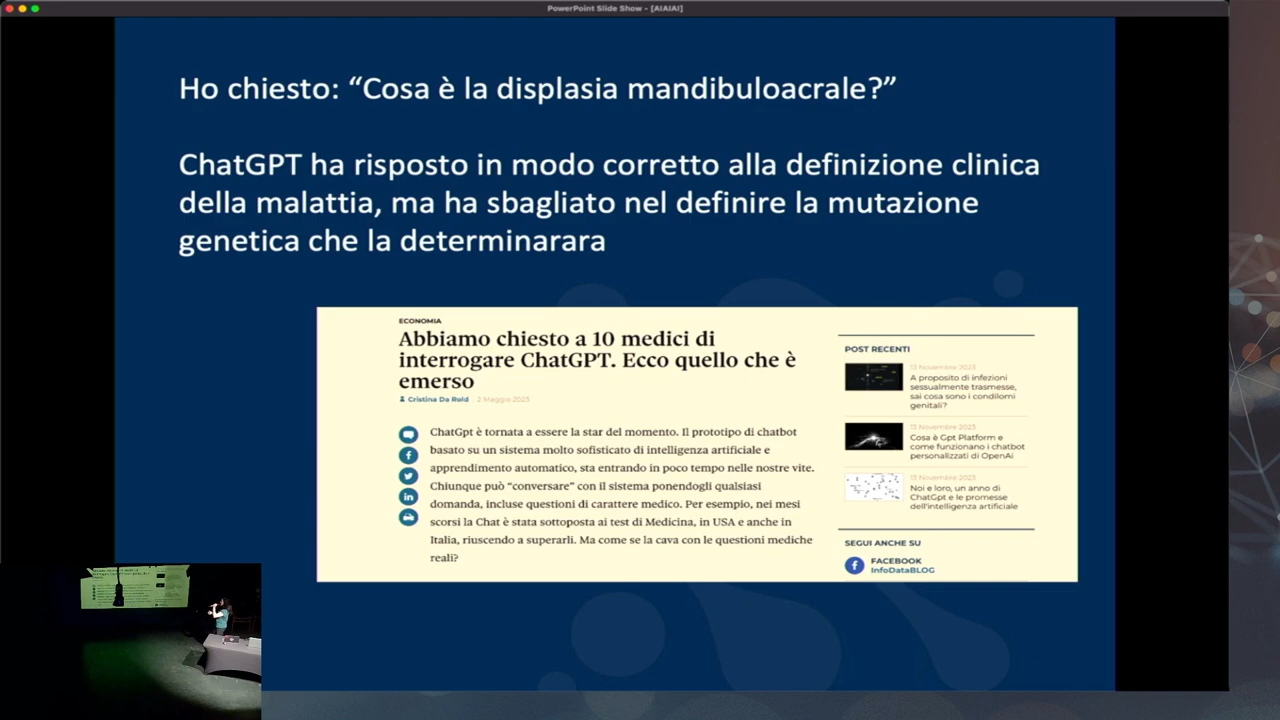 PowerPoint Slide Show - [AIAIAI]
Ho chiesto: “Cosa è la displasia mandibuloacrale?”
ChatGPT ha risposto in modo corretto alla definizione clinica
della malattia, ma ha sbagliato nel definire la mutazione
genetica che la determinarara
ECONOMIA
Abbiamo chiesto a 10 medici di
interrogare ChatGPT. Ecco quello che è
emerso
Cristina Da Rold 2 Maggio 2023
ChatGpt è tornata a essere la star del momento. Il prototipo di chatbot
basato su un sistema molto sofisticato di intelligenza artificiale e
apprendimento automatico, sta entrando in poco tempo nelle nostre vite.
Chiunque può “conversare” con il sistema ponendogli qualsiasi
domanda, incluse questioni di carattere medico. Per esempio, nei mesi
scorsi la Chat è stata sottoposta ai test di Medicina, in USA e anche in
Italia, riuscendo a superarli. Ma come se la cava con le questioni mediche
reali?
POST RECENTI
13 Novembre 2023
A proposito di infezioni
sessualmente trasmesse,
sai cosa sono i condilomi
genitali?
13 Novembre 2023
Cosa è Gpt Platform e
come funzionano i chatbot
personalizzati di OpenAi
13 Novembre 2023
Noi e loro, un anno di
ChatGpt e le promesse
dell'intelligenza artificiale
SEGUI ANCHE SU
FACEBOOK
InfoDataBLOG